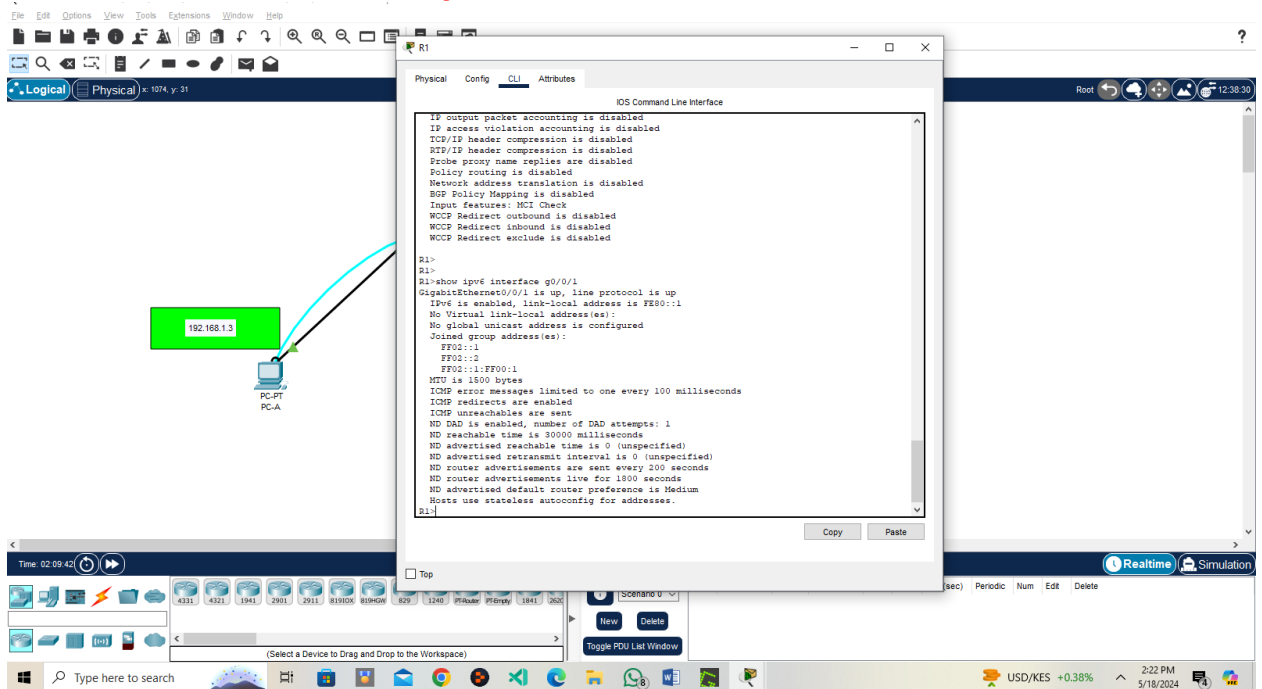 File Edit Options View Tools Extensions Window Help
R1
?
Physical Config CLI Attributes
Logical Physical x: 1074, y: 31
Root 12:38:30
IOS Command Line Interface
IP output packet accounting is disabled
IP access violation accounting is disabled
TCP/IP header compression is disabled
RTP/IP header compression is disabled
Probe proxy name replies are disabled
Policy routing is disabled
Network address translation is disabled
BGP Policy Mapping is disabled
Input features: MCI Check
WCCP Redirect outbound is disabled
WCCP Redirect inbound is disabled
WCCP Redirect exclude is disabled
R1>
R1>
R1>show ipv6 interface g0/0/1
GigabitEthernet0/0/1 is up, line protocol is up
IPv6 is enabled, link-local address is FE80::1
No Virtual link-local address(es):
No global unicast address is configured
Joined group address(es):
FF02::1
FF02::2
FF02::1:FF00:1
MTU is 1500 bytes
ICMP error messages limited to one every 100 milliseconds
ICMP redirects are enabled
ICMP unreachables are sent
ND DAD is enabled, number of DAD attempts: 1
ND reachable time is 30000 milliseconds
ND advertised reachable time is 0 (unspecified)
ND advertised retransmit interval is 0 (unspecified)
ND router advertisements are sent every 200 seconds
ND router advertisements live for 1800 seconds
ND advertised default router preference is Medium
Hosts use stateless autoconfig for addresses.
R1>
192.168.1.3
PC-PT
PC-A
Copy Paste
Top
Time: 02:09:42
Realtime Simulation
4331 4321 1941 2901 2911 819IOX 819HGW 829 1240 PT-Router PT-Empty 1841 262
Scenario 0
(sec) Periodic Num Edit Delete
New Delete
Toggle PDU List Window
(Select a Device to Drag and Drop to the Workspace)
Type here to search
8
USD/KES +0.38%
2:22 PM
5/18/2024
4